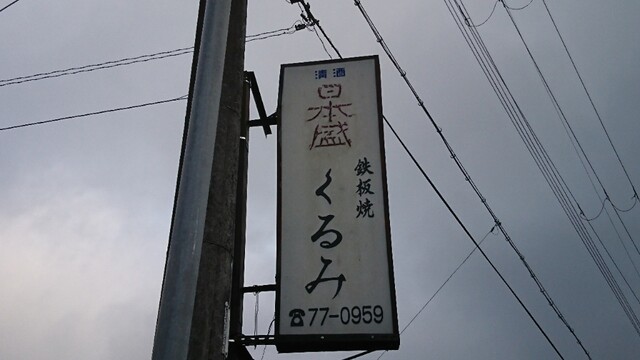 清酒
日本盛
鉄板焼
くるみ
☎77-0959